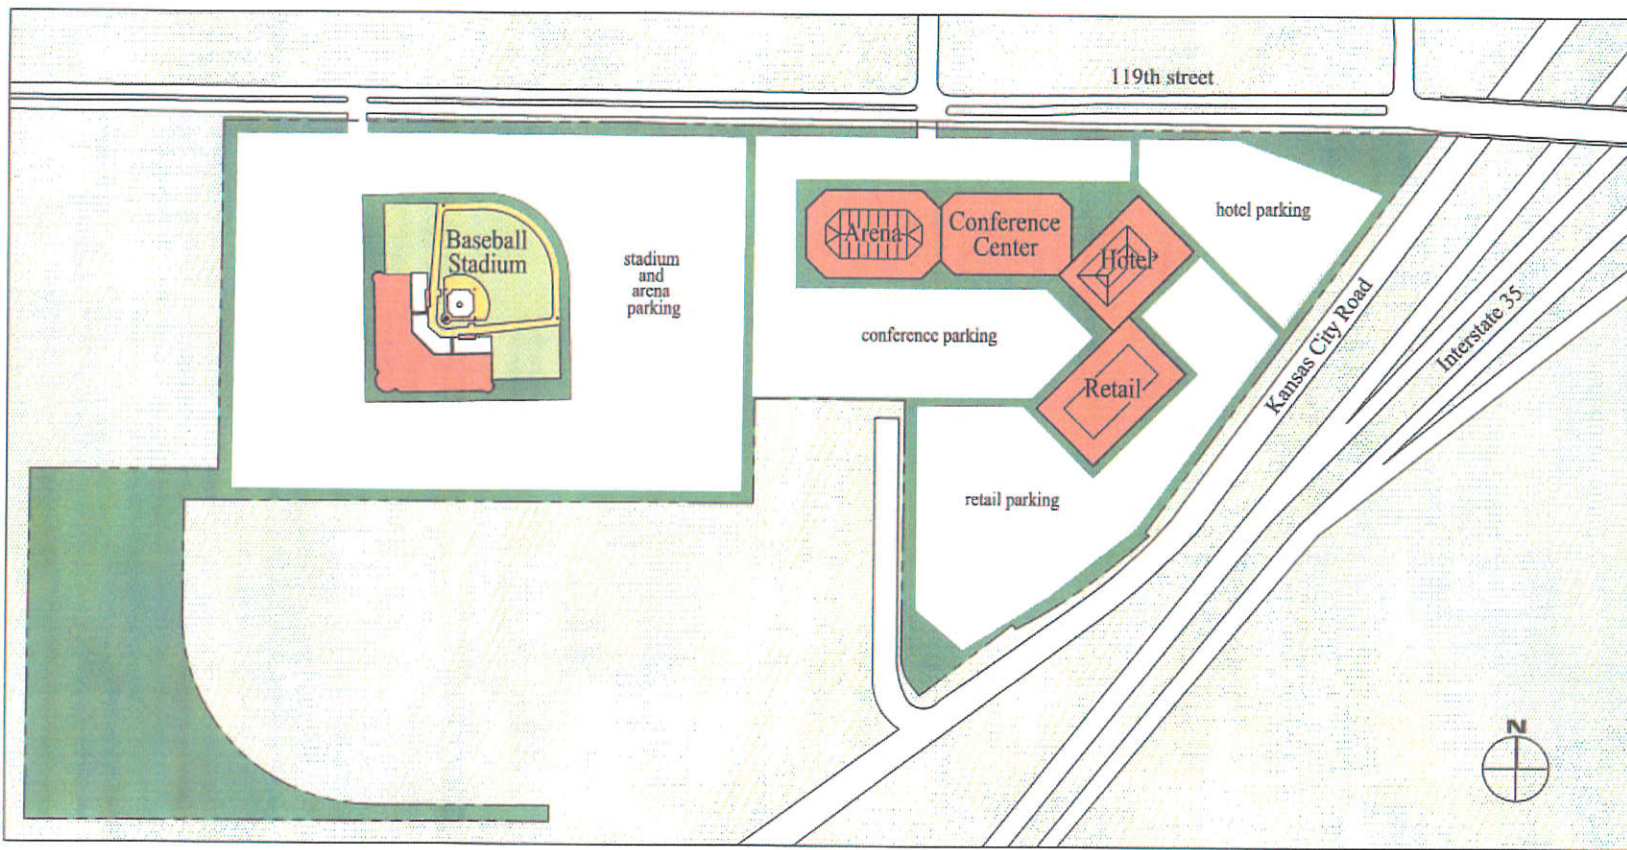 119th street
Baseball
Stadium
stadium
and
arena
parking
Arena
Conference
Center
Hotel
hotel parking
conference parking
Retail
retail parking
Kansas City Road
Interstate 35
N